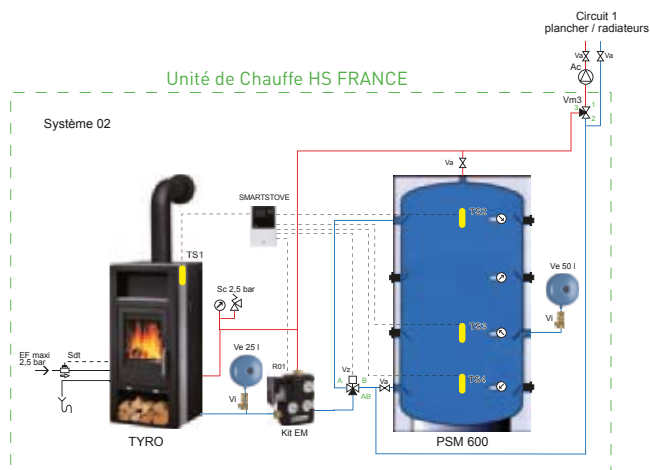 Circuit 1
plancher / radiateurs
Va
Va
Ac
Unité de Chauffe HS FRANCE
Vm3
3
1
2
Système 02
Va
SMARTSTOVE
TS1
TS2
Sc 2,5 bar
Ve 50 l
Vi
EF maxi
2,5 bar
Sdt
Ve 25 l
Vi
R01
TS3
Vz
A
B
AB
Va
TS4
TYRO
Kit EM
PSM 600